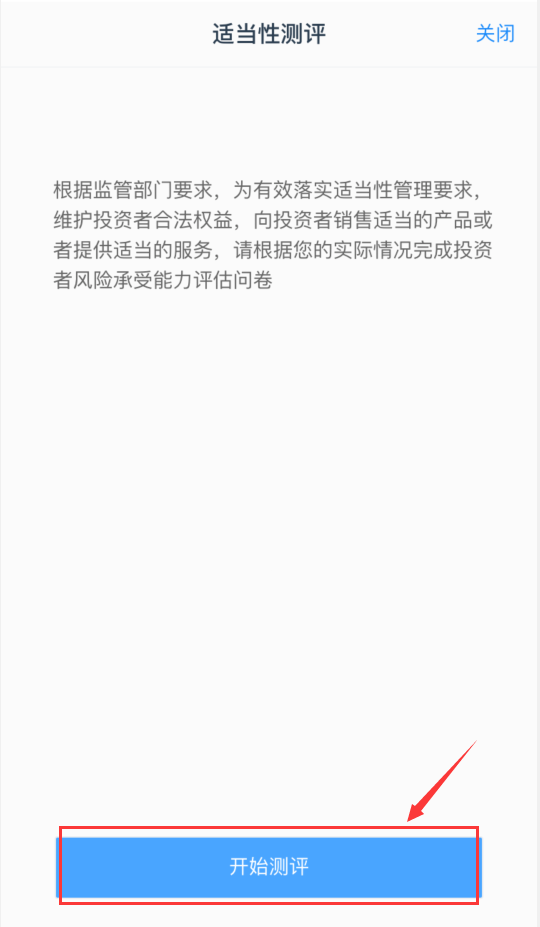 适当性测评
关闭
根据监管部门要求，为有效落实适当性管理要求，
维护投资者合法权益，向投资者销售适当的产品或
者提供适当的服务，请根据您的实际情况完成投资
者风险承受能力评估问卷
开始测评